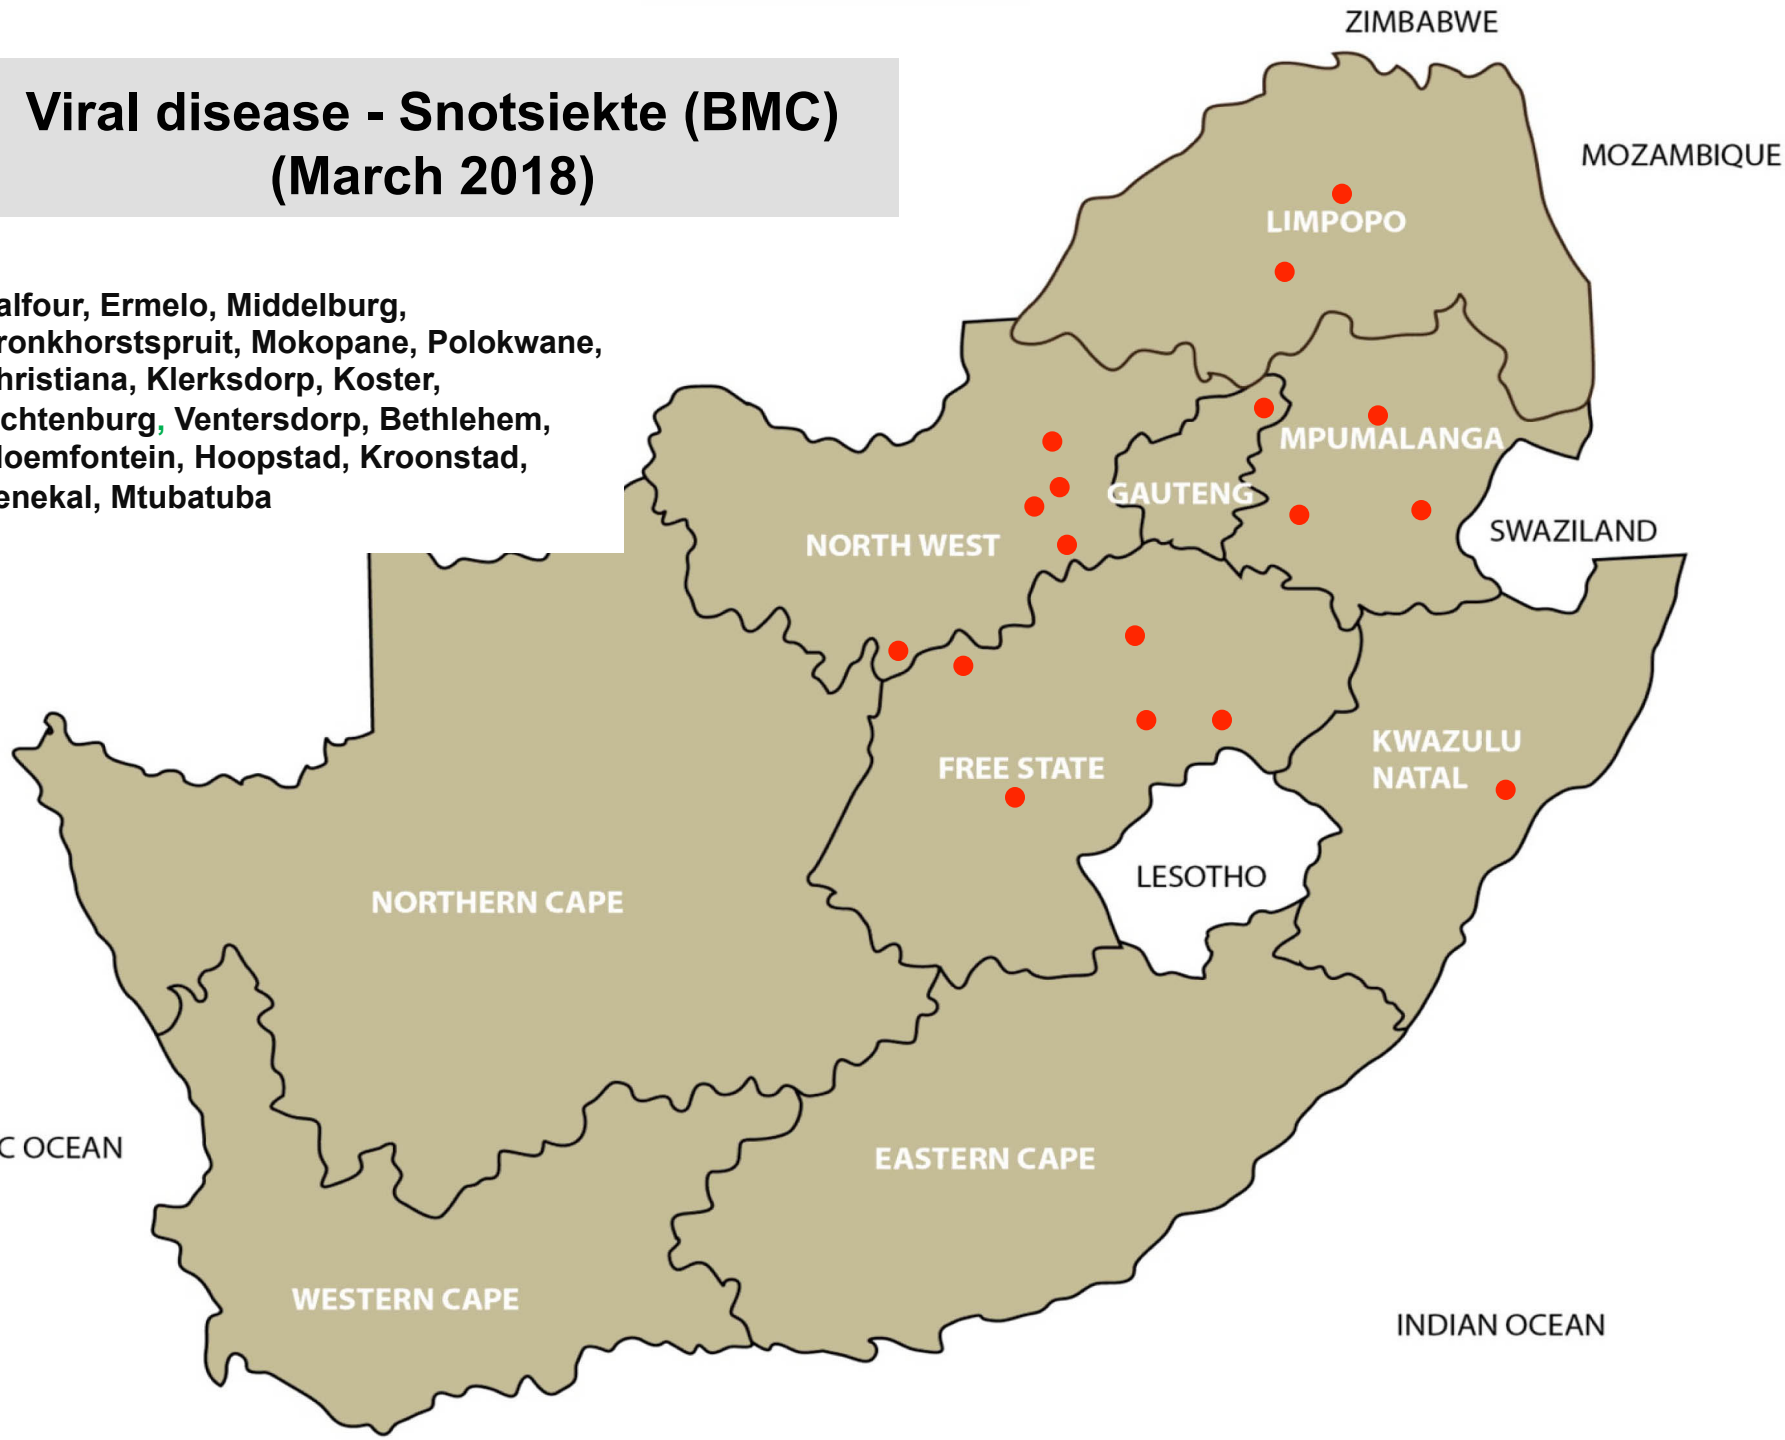 ZIMBABWE
Viral disease - Snotsiekte (BMC)
(March 2018)
MOZAMBIQUE
LIMPOPO
alfour, Ermelo, Middelburg,
ronkhorstspruit, Mokopane, Polokwane,
hristiana, Klerksdorp, Koster,
chtenburg, Ventersdorp, Bethlehem,
loemfontein, Hoopstad, Kroonstad,
enekal, Mtubatuba
MPUMALANGA
GAUTENG
SWAZILAND
NORTH WEST
KWAZULU
NATAL
FREE STATE
LESOTHO
NORTHERN CAPE
C OCEAN
EASTERN CAPE
WESTERN CAPE
INDIAN OCEAN